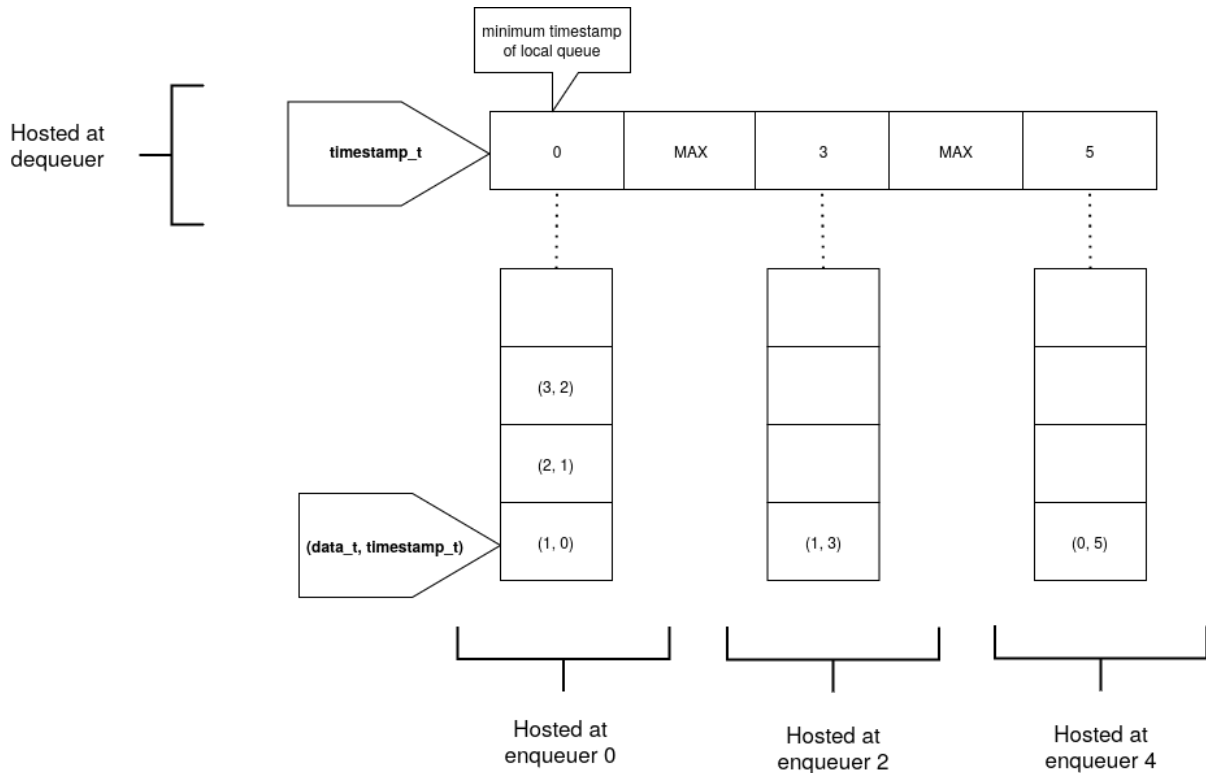 minimum timestamp
of local queue
Hosted at
dequeuer
timestamp_t
0
MAX
3
MAX
5
(3, 2)
(2, 1)
(data_t, timestamp_t)
(1, 0)
(1, 3)
(0, 5)
Hosted at
enqueuer 0
Hosted at
enqueuer 2
Hosted at
enqueuer 4